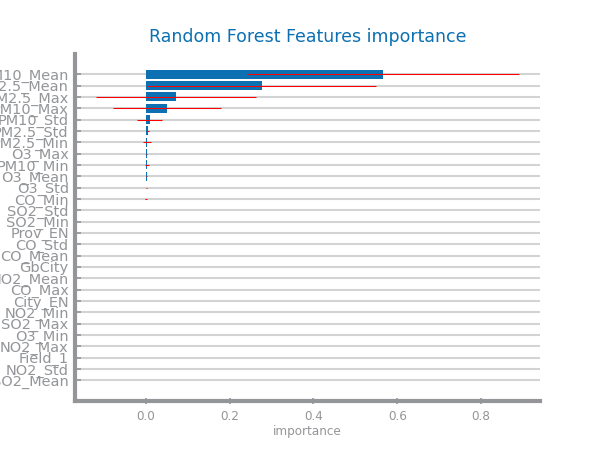 Random Forest Features importance
M10_Mean
2.5_Mean
M2.5_Max
M10_Max
PM10_Std
PM2.5_Std
PM2.5_Min
O3_Max
PM10_Min
O3_Mean
O3_Std
CO_Min
SO2_Std
SO2_Min
Prov_EN
CO_Std
CO_Mean
GbCity
O2_Mean
CO_Max
City_EN
NO2_Min
SO2_Max
O3_Min
NO2_Max
Field_1
NO2_Std
SO2_Mean
0.0 0.2 0.4 0.6 0.8
importance